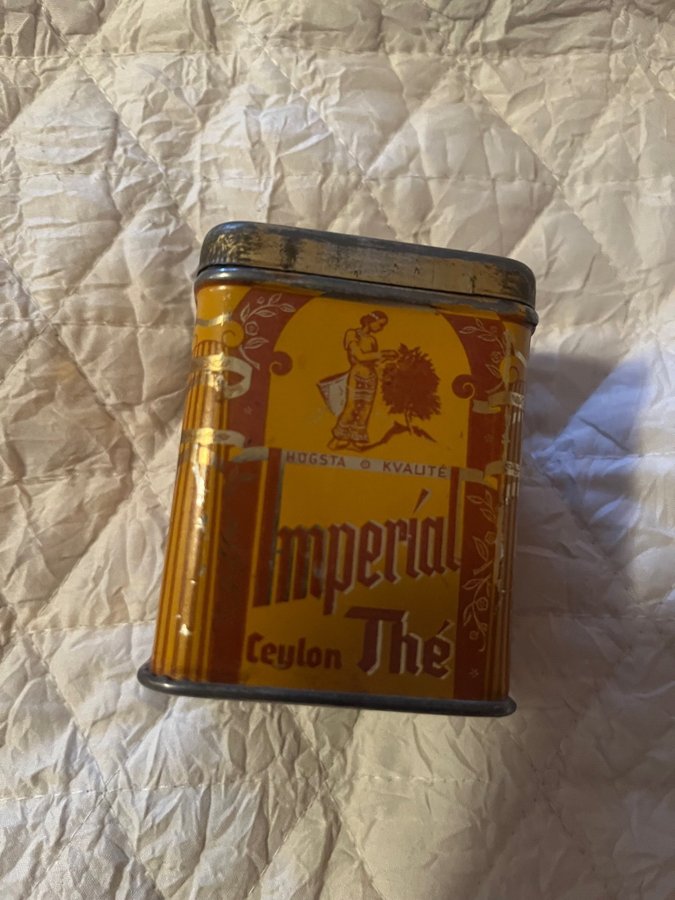 HÖGSTA KVALITÉ
Imperial
Ceylon Thé